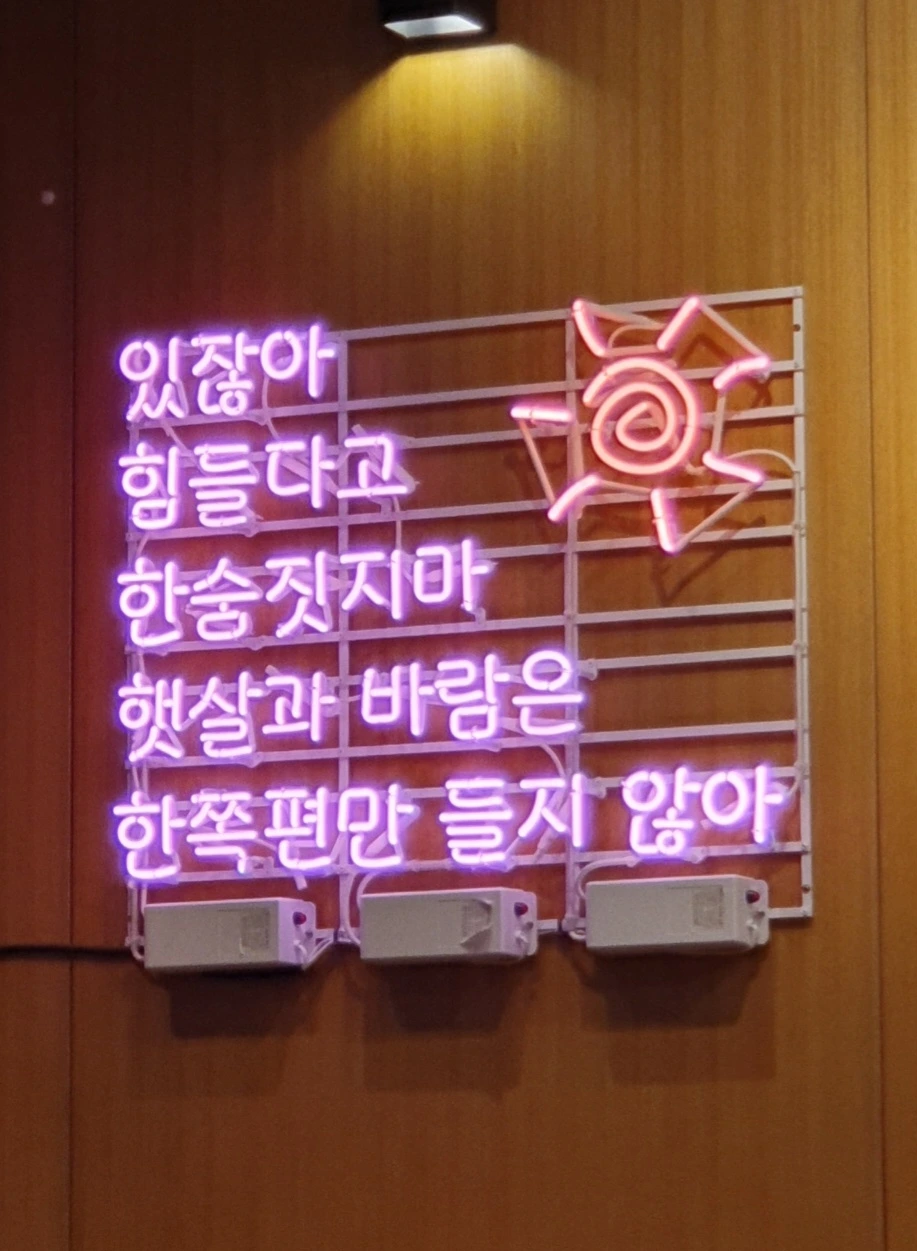 있잖아
힘들다고
한숨짓지마
햇살과 바람은
한쪽편만 들지 않아